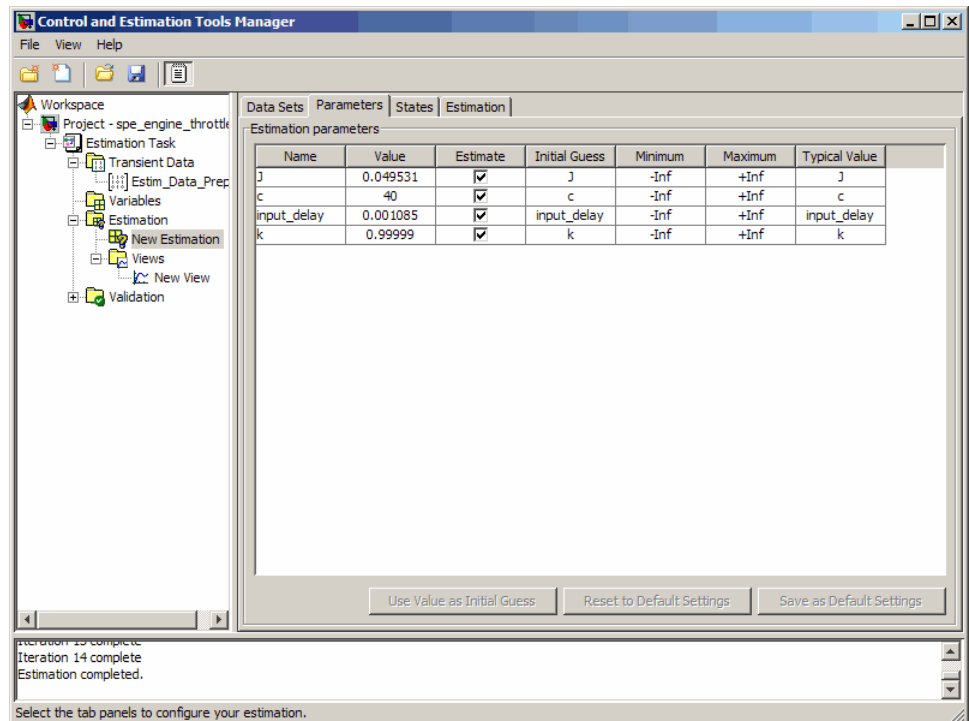 Control and Estimation Tools Manager
File View Help
Workspace
Project - spe_engine_throttle
Estimation Task
Transient Data
Estim_Data_Prep
Variables
Estimation
New Estimation
Views
New View
Validation
Data Sets Parameters States Estimation
Estimation parameters
Name Value Estimate Initial Guess Minimum Maximum Typical Value
J 0.049531 J -Inf +Inf J
c 40 c -Inf +Inf c
input_delay 0.001085 input_delay -Inf +Inf input_delay
k 0.99999 k -Inf +Inf k
Use Value as Initial Guess Reset to Default Settings Save as Default Settings
Iteration 13 complete
Iteration 14 complete
Estimation completed.
Select the tab panels to configure your estimation.